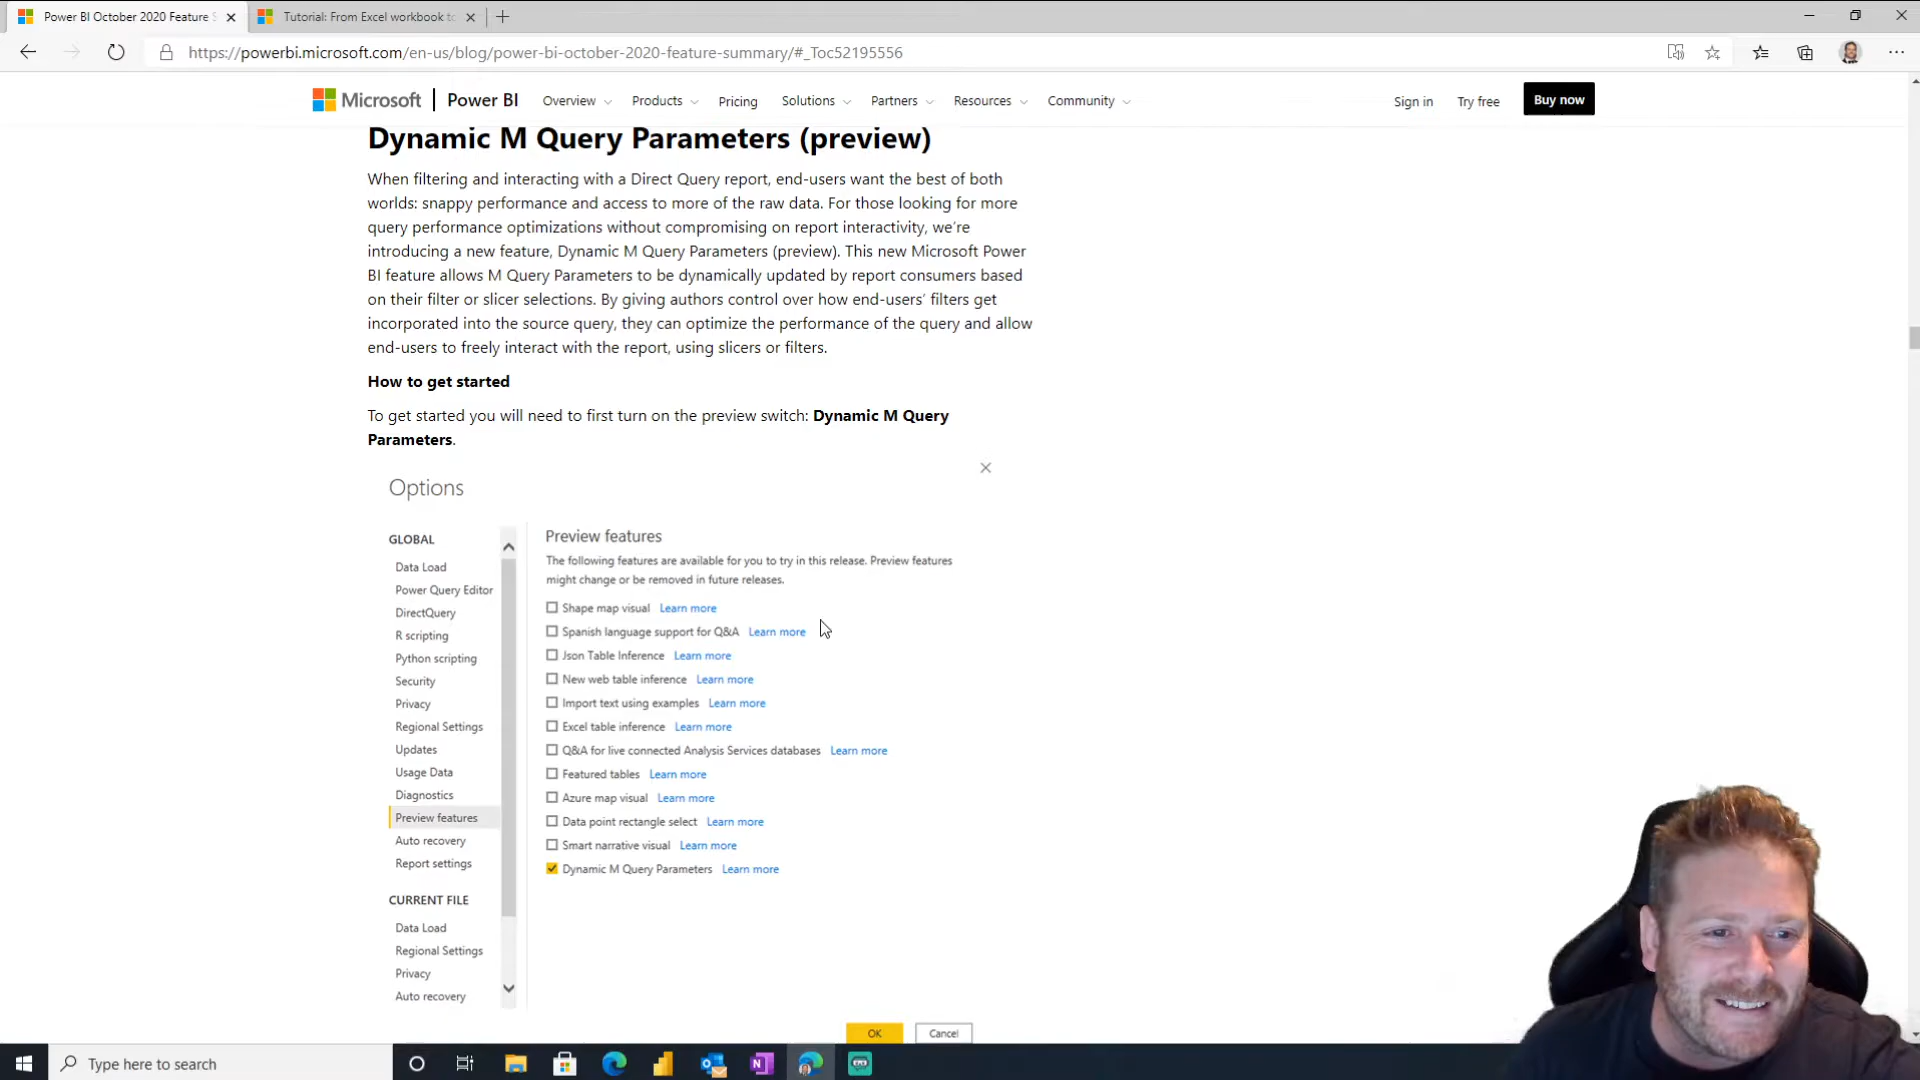 Power BI October 2020 Feature S
Tutorial: From Excel workbook to
https://powerbi.microsoft.com/en-us/blog/power-bi-october-2020-feature-summary/#_Toc52195556
Microsoft | Power BI Overview Products Pricing Solutions Partners Resources Community Sign in Try free Buy now
Dynamic M Query Parameters (preview)
When filtering and interacting with a Direct Query report, end-users want the best of both
worlds: snappy performance and access to more of the raw data. For those looking for more
query performance optimizations without compromising on report interactivity, we're
introducing a new feature, Dynamic M Query Parameters (preview). This new Microsoft Power
BI feature allows M Query Parameters to be dynamically updated by report consumers based
on their filter or slicer selections. By giving authors control over how end-users' filters get
incorporated into the source query, they can optimize the performance of the query and allow
end-users to freely interact with the report, using slicers or filters.
How to get started
To get started you will need to first turn on the preview switch: Dynamic M Query
Parameters.
Options
GLOBAL
Data Load
Power Query Editor
DirectQuery
R scripting
Python scripting
Security
Privacy
Regional Settings
Updates
Usage Data
Diagnostics
Preview features
Auto recovery
Report settings
CURRENT FILE
Data Load
Regional Settings
Privacy
Auto recovery
Preview features
The following features are available for you to try in this release. Preview features
might change or be removed in future releases.
Shape map visual Learn more
Spanish language support for Q&A Learn more
Json Table Inference Learn more
New web table inference Learn more
Import text using examples Learn more
Excel table inference Learn more
Q&A for live connected Analysis Services databases Learn more
Featured tables Learn more
Azure map visual Learn more
Data point rectangle select Learn more
Smart narrative visual Learn more
Dynamic M Query Parameters Learn more
OK Cancel
Type here to search